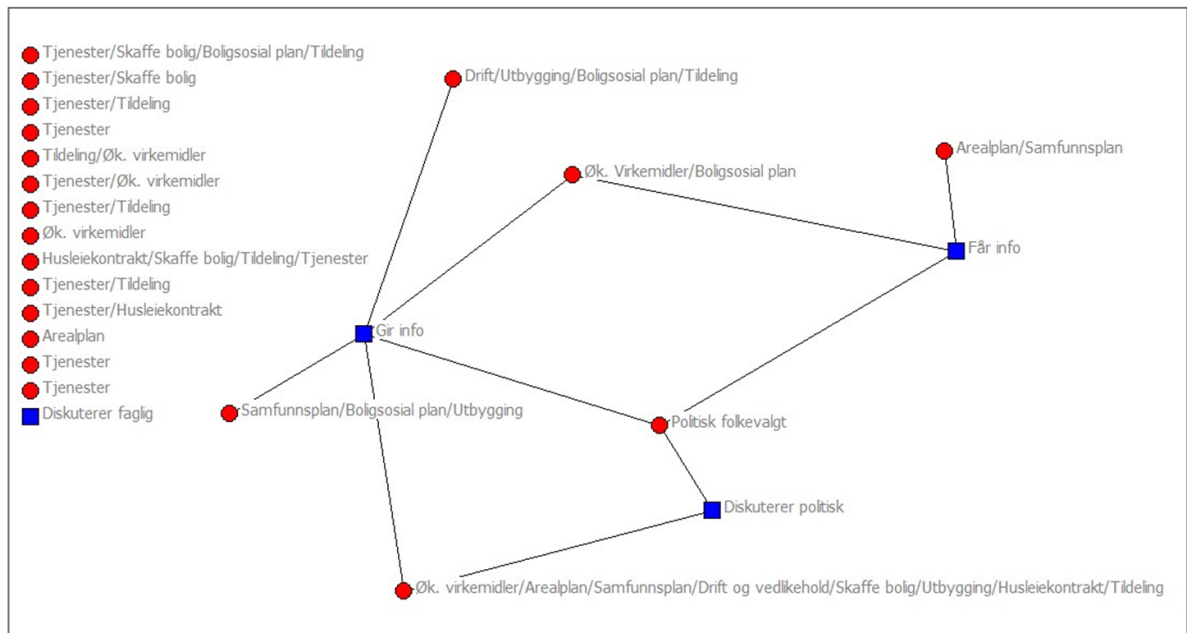 Tjenester/Skaffe bolig/Boligsosial plan/Tildeling
Tjenester/Skaffe bolig
Tjenester/Tildeling
Tjenester
Tildeling/Øk. virkemidler
Tjenester/Øk. virkemidler
Tjenester/Tildeling
Øk. virkemidler
Husleiekontrakt/Skaffe bolig/Tildeling/Tjenester
Tjenester/Tildeling
Tjenester/Husleiekontrakt
Arealplan
Tjenester
Tjenester
Diskuterer faglig
Drift/Utbygging/Boligsosial plan/Tildeling
Øk. Virkemidler/Boligsosial plan
Arealplan/Samfunnsplan
Får info
Gir info
Samfunnsplan/Boligsosial plan/Utbygging
Politisk folkevalgt
Diskuterer politisk
Øk. virkemidler/Arealplan/Samfunnsplan/Drift og vedlikehold/Skaffe bolig/Utbygging/Husleiekontrakt/Tildeling